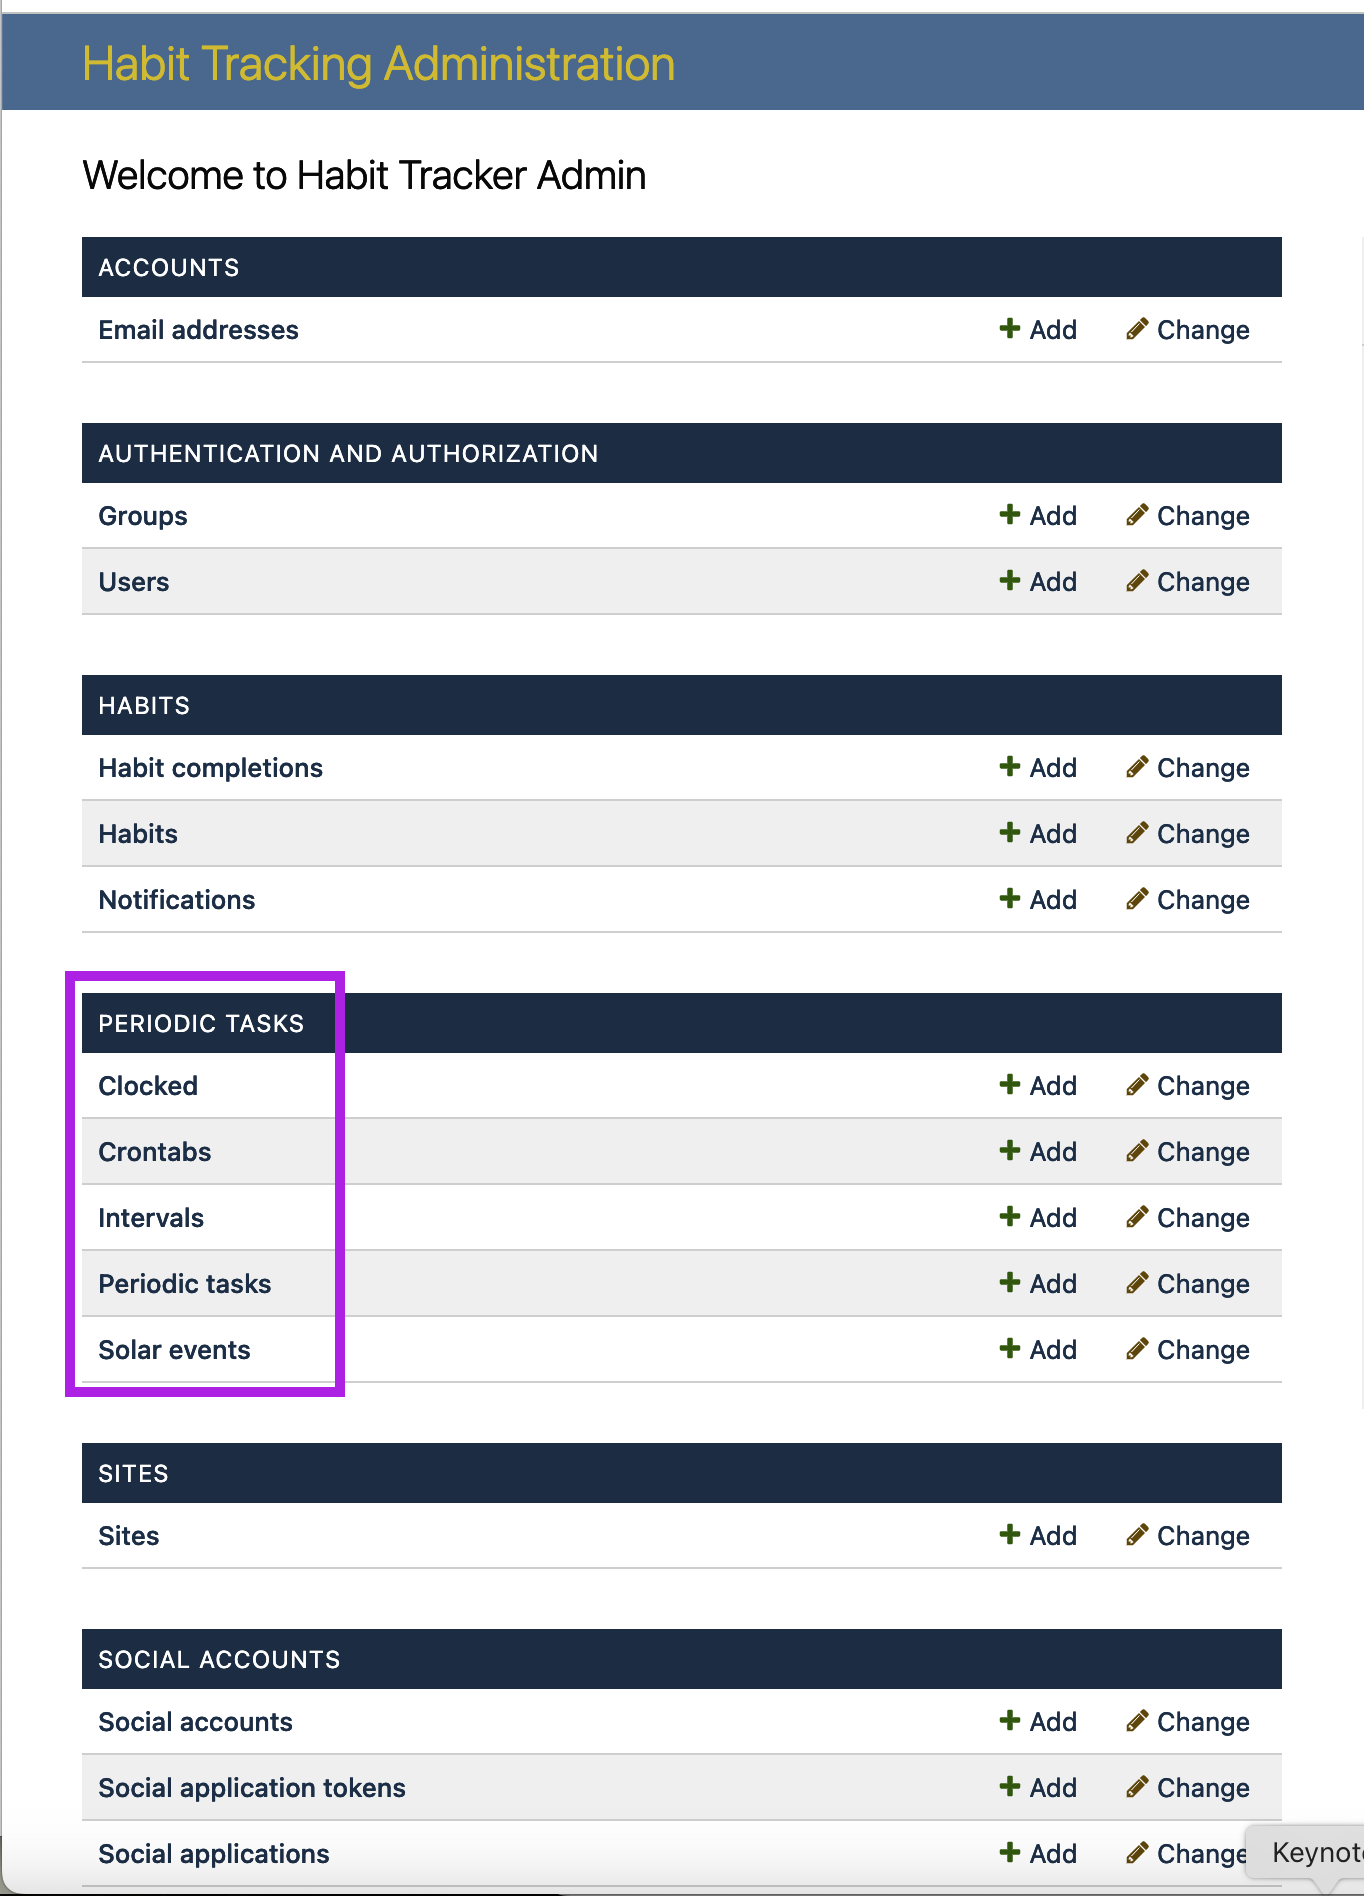 Habit Tracking Administration
Welcome to Habit Tracker Admin
ACCOUNTS
Email addresses Add Change
AUTHENTICATION AND AUTHORIZATION
Groups Add Change
Users Add Change
HABITS
Habit completions Add Change
Habits Add Change
Notifications Add Change
PERIODIC TASKS
Clocked Add Change
Crontabs Add Change
Intervals Add Change
Periodic tasks Add Change
Solar events Add Change
SITES
Sites Add Change
SOCIAL ACCOUNTS
Social accounts Add Change
Social application tokens Add Change
Social applications Add Change